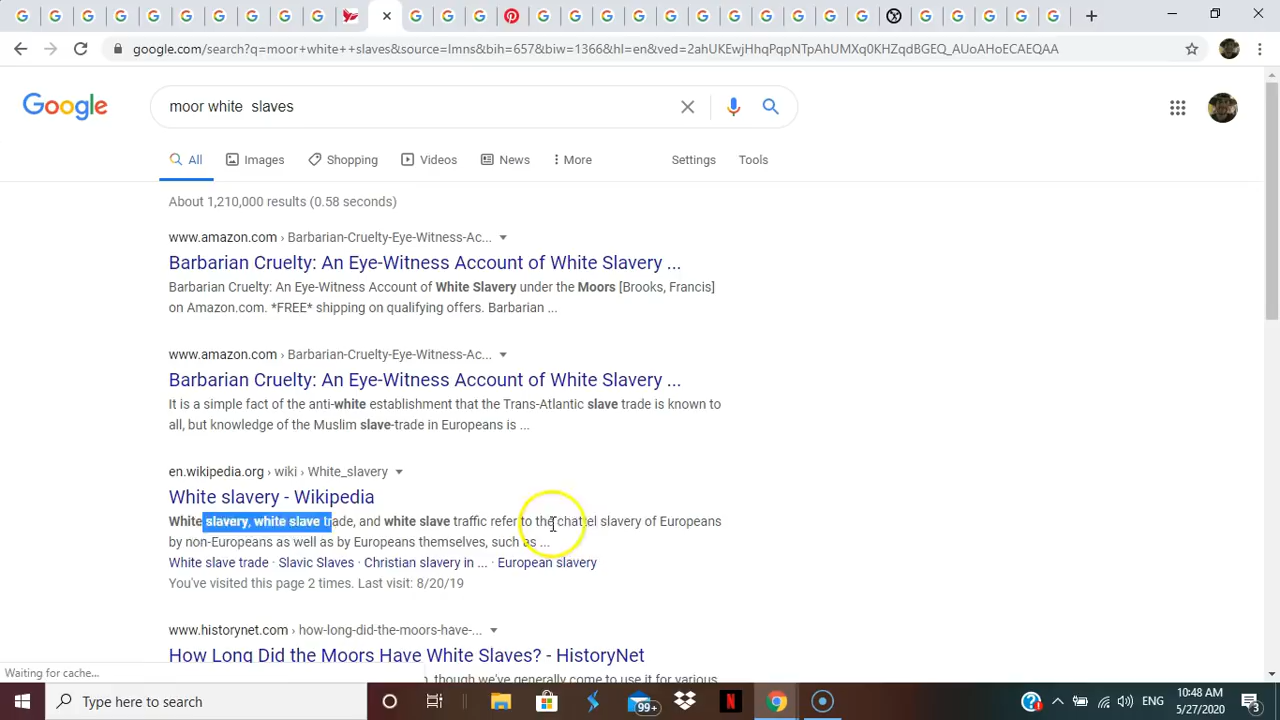 google.com/search?q=moor+white++slaves&source=lmns&bih=657&biw=1366&hl=en&ved=2ahUKEwjHhqPqpNTpAhUMXq0KHZqdBGEQ_AUoAHoECAEQAA
Google
moor white  slaves
All
Images
Shopping
Videos
News
More
Settings
Tools
About 1,210,000 results (0.58 seconds)
www.amazon.com › Barbarian-Cruelty-Eye-Witness-Ac...
Barbarian Cruelty: An Eye-Witness Account of White Slavery ...
Barbarian Cruelty: An Eye-Witness Account of White Slavery under the Moors [Brooks, Francis]
on Amazon.com. *FREE* shipping on qualifying offers. Barbarian ...
www.amazon.com › Barbarian-Cruelty-Eye-Witness-Ac...
Barbarian Cruelty: An Eye-Witness Account of White Slavery ...
It is a simple fact of the anti-white establishment that the Trans-Atlantic slave trade is known to
all, but knowledge of the Muslim slave-trade in Europeans is ...
en.wikipedia.org › wiki › White_slavery
White slavery - Wikipedia
White slavery, white slave trade, and white slave traffic refer to the chattel slavery of Europeans
by non-Europeans as well as by Europeans themselves, such as ...
White slave trade · Slavic Slaves · Christian slavery in ... · European slavery
You've visited this page 2 times. Last visit: 8/20/19
www.historynet.com › how-long-did-the-moors-have-...
How Long Did the Moors Have White Slaves? - HistoryNet
, though we've generally come to use it for various
Waiting for cache...
Type here to search
99+
N
ENG
10:48 AM
5/27/2020
3